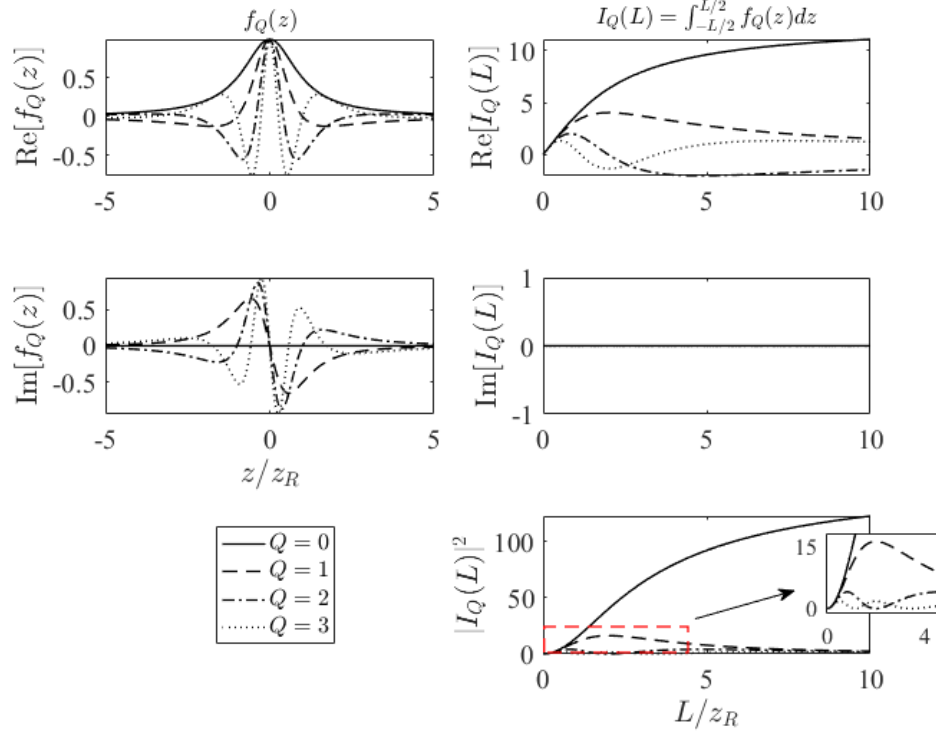 f_Q(z)
I_Q(L) = ∫_{-L/2}^{L/2} f_Q(z)dz
Re[f_Q(z)]
0.5
0
-0.5
-5
0
5
Re[I_Q(L)]
10
5
0
0
5
10
Im[f_Q(z)]
0.5
0
-0.5
-5
0
5
z/z_R
Im[I_Q(L)]
1
0
-1
0
5
10
Q = 0
Q = 1
Q = 2
Q = 3
|I_Q(L)|^2
100
50
0
0
5
10
L/z_R
15
0
0
4